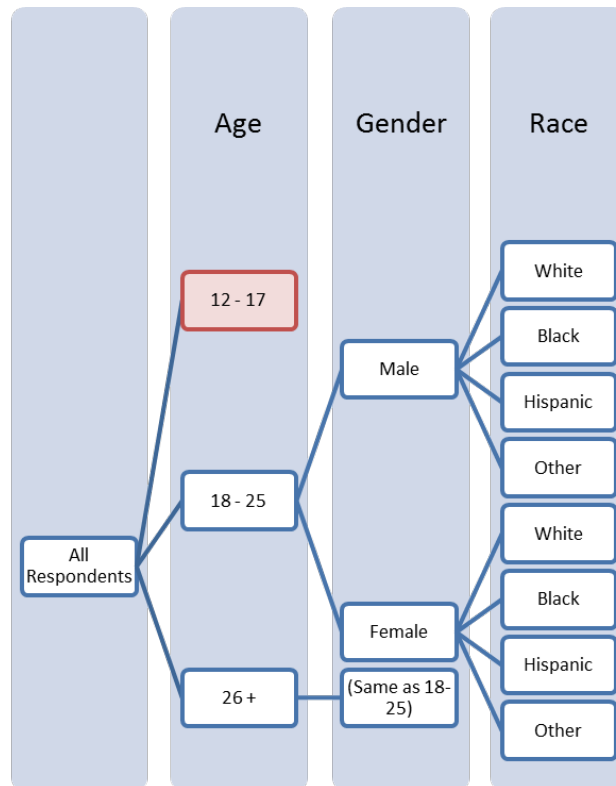 Age
Gender
Race
All
Respondents
12 - 17
18 - 25
26 +
Male
Female
(Same as 18-
25)
White
Black
Hispanic
Other
White
Black
Hispanic
Other